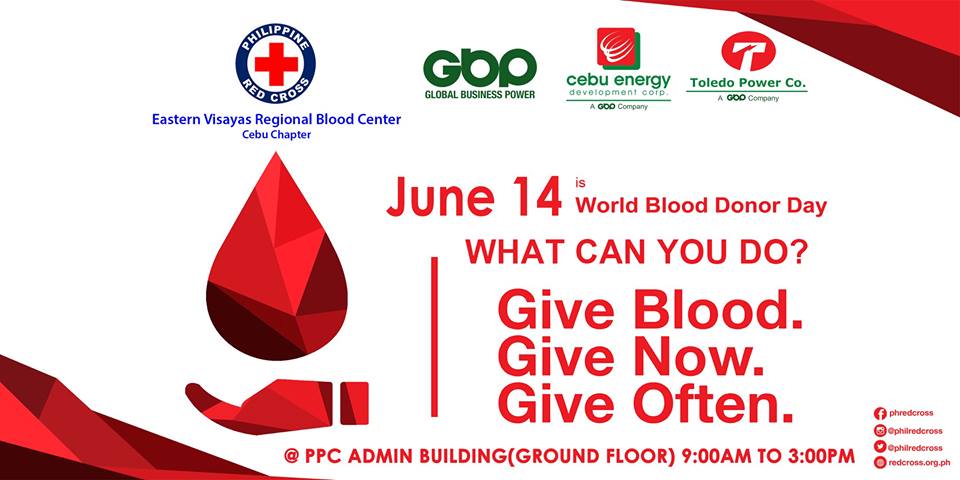 PHILIPPINE
RED CROSS
Eastern Visayas Regional Blood Center
Cebu Chapter
GBP
GLOBAL BUSINESS POWER
cebu energy
development corp.
A GBP Company
T
Toledo Power Co.
A GBP Company
June 14 is
World Blood Donor Day
WHAT CAN YOU DO?
Give Blood.
Give Now.
Give Often.
@ PPC ADMIN BUILDING(GROUND FLOOR) 9:00AM TO 3:00PM
phredcross
@philredcross
@philredcross
redcross.org.ph